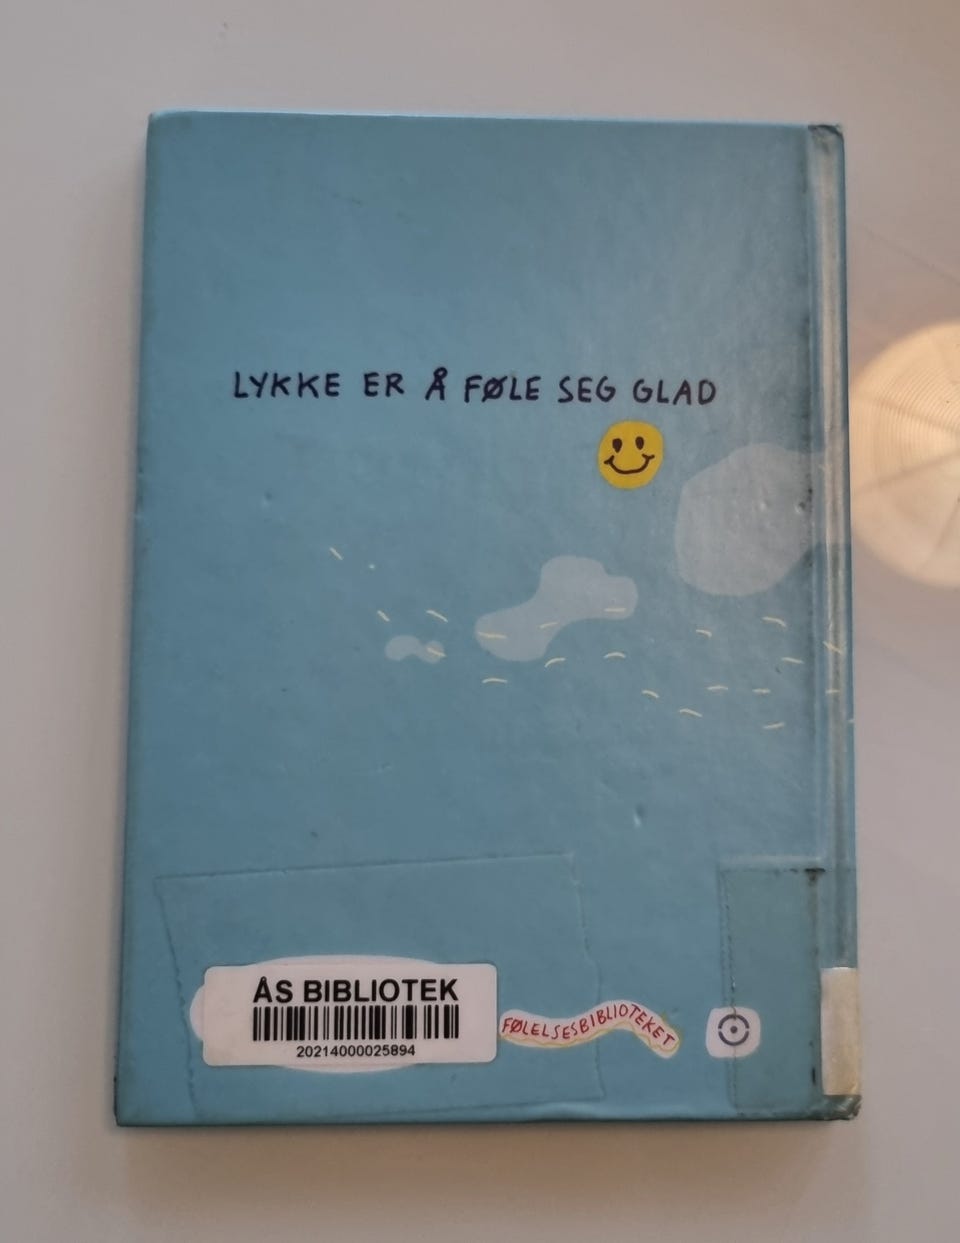 LYKKE ER Å FØLE SEG GLAD
ÅS BIBLIOTEK
20214000025894
FØLELSESBIBLIOTEKET